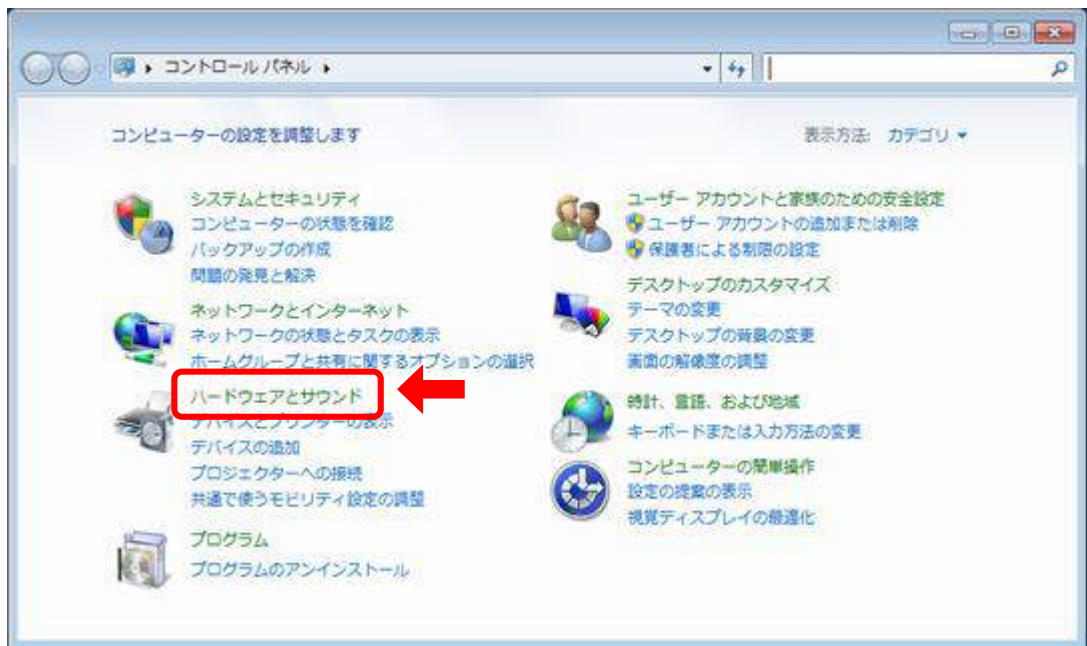 コントロール パネル
コンピューターの設定を調整します
表示方法: カテゴリ
システムとセキュリティ
コンピューターの状態を確認
バックアップの作成
問題の発見と解決
ネットワークとインターネット
ネットワークの状態とタスクの表示
ホームグループと共有に関するオプションの選択
ハードウェアとサウンド
デバイスとプリンターの表示
デバイスの追加
プロジェクターへの接続
共通で使うモビリティ設定の調整
プログラム
プログラムのアンインストール
ユーザー アカウントと家族のための安全設定
ユーザー アカウントの追加または削除
保護者による制限の設定
デスクトップのカスタマイズ
テーマの変更
デスクトップの背景の変更
画面の解像度の調整
時計、言語、および地域
キーボードまたは入力方法の変更
コンピューターの簡単操作
設定の提案の表示
視覚ディスプレイの最適化